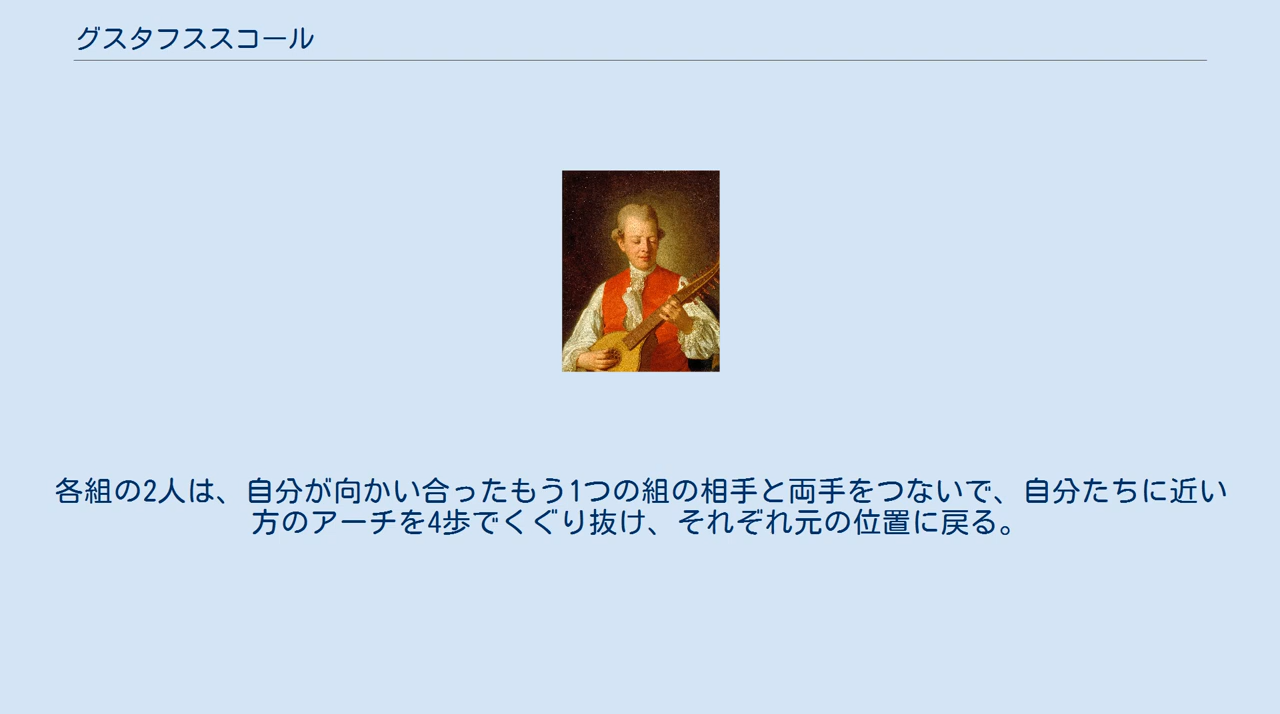 グスタフススコール
各組の2人は、自分が向かい合ったもう1つの組の相手と両手をつないで、自分たちに近い
方のアーチを4歩でくぐり抜け、それぞれ元の位置に戻る。